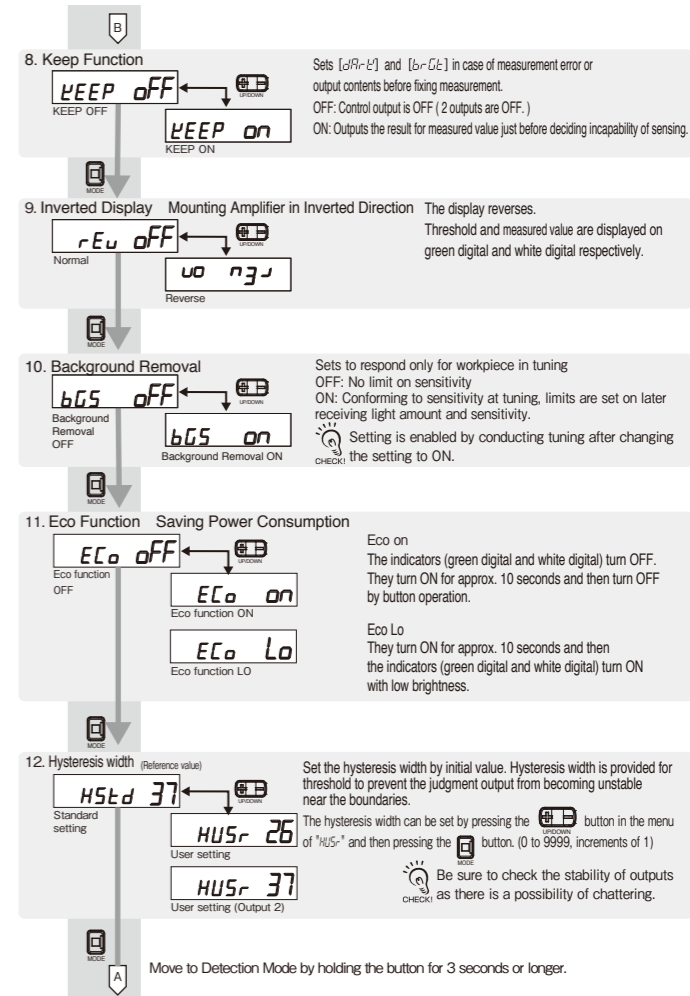 B
8. Keep Function
KEEP oFF
KEEP OFF
UP/DOWN
KEEP on
KEEP ON
Sets [dArk] and [brGt] in case of measurement error or
output contents before fixing measurement.
OFF: Control output is OFF ( 2 outputs are OFF. )
ON: Outputs the result for measured value just before deciding incapability of sensing.
MODE
9. Inverted Display Mounting Amplifier in Inverted Direction
rEv oFF
Normal
UP/DOWN
rEv on
Reverse
The display reverses.
Threshold and measured value are displayed on
green digital and white digital respectively.
MODE
10. Background Removal
bGS oFF
Background
Removal
OFF
UP/DOWN
bGS on
Background Removal ON
Sets to respond only for workpiece in tuning
OFF: No limit on sensitivity
ON: Conforming to sensitivity at tuning, limits are set on later
receiving light amount and sensitivity.
CHECK! Setting is enabled by conducting tuning after changing
the setting to ON.
MODE
11. Eco Function Saving Power Consumption
ECo oFF
Eco function
OFF
UP/DOWN
ECo on
Eco function ON
ECo Lo
Eco function LO
Eco on
The indicators (green digital and white digital) turn OFF.
They turn ON for approx. 10 seconds and then turn OFF
by button operation.
Eco Lo
They turn ON for approx. 10 seconds and then
the indicators (green digital and white digital) turn ON
with low brightness.
MODE
12. Hysteresis width (Reference value)
HStd 37
Standard
setting
UP/DOWN
HUSr 26
User setting
HUSr 37
User setting (Output 2)
Set the hysteresis width by initial value. Hysteresis width is provided for
threshold to prevent the judgment output from becoming unstable
near the boundaries.
The hysteresis width can be set by pressing the UP/DOWN button in the menu
of "HUSr" and then pressing the MODE button. (0 to 9999, increments of 1)
CHECK! Be sure to check the stability of outputs
as there is a possibility of chattering.
MODE
A
Move to Detection Mode by holding the button for 3 seconds or longer.